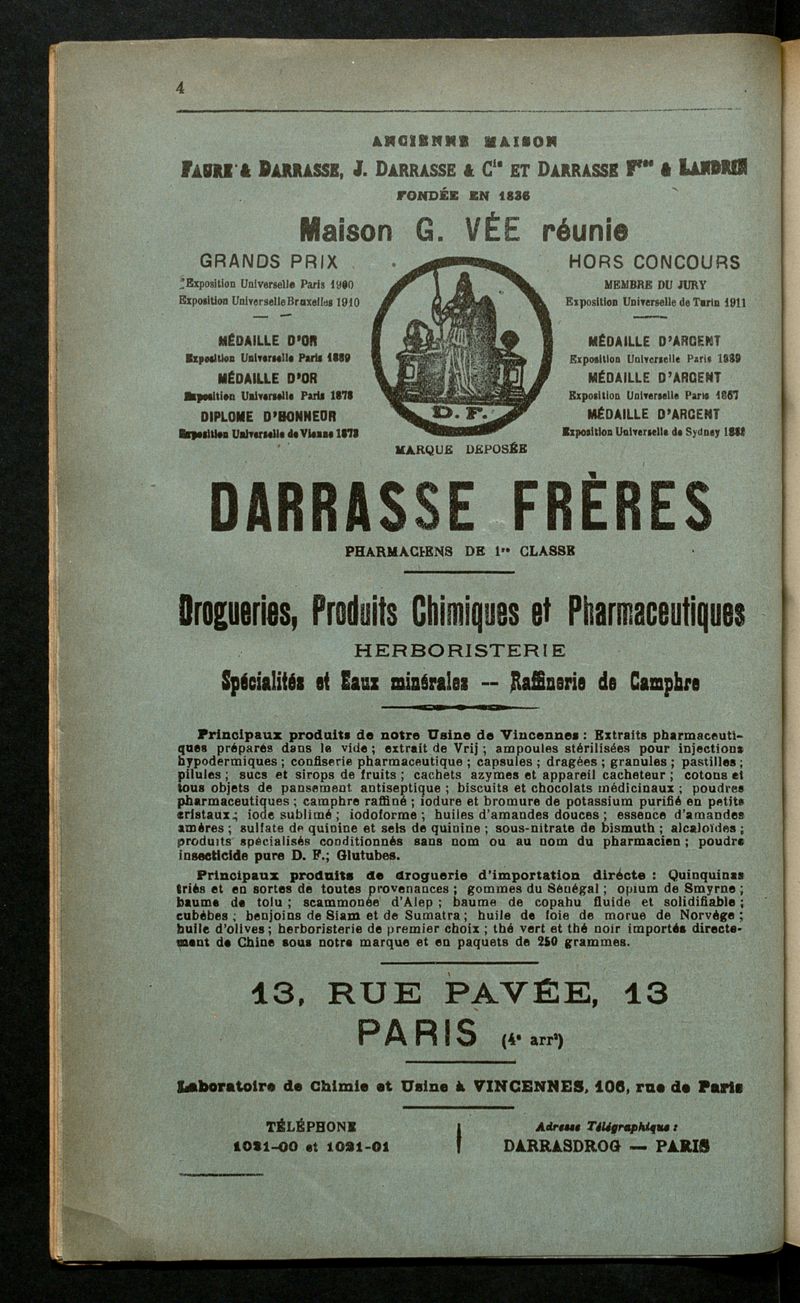 4
ANCIENNE MAISON
FAURE & DARRASSE, J. DARRASSE & Cie ET DARRASSE Fres & LANDRIN
FONDÉE EN 1836
Maison G. VÉE réunie
GRANDS PRIX
Exposition Universelle Paris 1900
Exposition Universelle Bruxelles 1910
MÉDAILLE D'OR
Exposition Universelle Paris 1889
MÉDAILLE D'OR
Exposition Universelle Paris 1878
DIPLOME D'HONNEUR
Exposition Universelle de Vienne 1873
D. F.
MARQUE DEPOSÉE
HORS CONCOURS
MEMBRE DU JURY
Exposition Universelle de Turin 1911
MÉDAILLE D'ARGENT
Exposition Universelle Paris 1889
MÉDAILLE D'ARGENT
Exposition Universelle Paris 1867
MÉDAILLE D'ARGENT
Exposition Universelle de Sydney
DARRASSE FRÈRES
PHARMACIENS DE 1re CLASSE
Drogueries, Produits Chimiques et Pharmaceutiques
HERBORISTERIE
Spécialités et Eaux minérales -- Raffinerie de Camphre
Principaux produits de notre Usine de Vincennes : Extraits pharmaceuti-
ques préparés dans le vide ; extrait de Vrij ; ampoules stérilisées pour injections
hypodermiques ; confiserie pharmaceutique ; capsules ; dragées ; granules ; pastilles ;
pilules ; sucs et sirops de fruits ; cachets azymes et appareil cacheteur ; cotons et
tous objets de pansement antiseptique ; biscuits et chocolats médicinaux ; poudres
pharmaceutiques ; camphre raffiné ; iodure et bromure de potassium purifié en petits
cristaux ; iode sublimé ; iodoforme ; huiles d'amandes douces ; essence d'amandes
amères ; sulfate de quinine et sels de quinine ; sous-nitrate de bismuth ; alcaloïdes ;
produits spécialisés conditionnés sans nom ou au nom du pharmacien ; poudre
insecticide pure D. F.; Glutubes.
Principaux produits de droguerie d'importation dirécte : Quinquinas
triés et en sortes de toutes provenances ; gommes du Sénégal ; opium de Smyrne ;
baume de tolu ; scammonée d'Alep ; baume de copahu fluide et solidifiable ;
cubèbes ; benjoins de Siam et de Sumatra ; huile de foie de morue de Norvège ;
huile d'olives ; herboristerie de premier choix ; thé vert et thé noir importés directe-
ment de Chine sous notre marque et en paquets de 250 grammes.
13, RUE PAVÉE, 13
PARIS (4e arrt)
Laboratoire de Chimie et Usine à VINCENNES, 106, rue de Paris
TÉLÉPHONE
1021-00 et 1021-01
Adresse Télégraphique :
DARRASDROG — PARIS